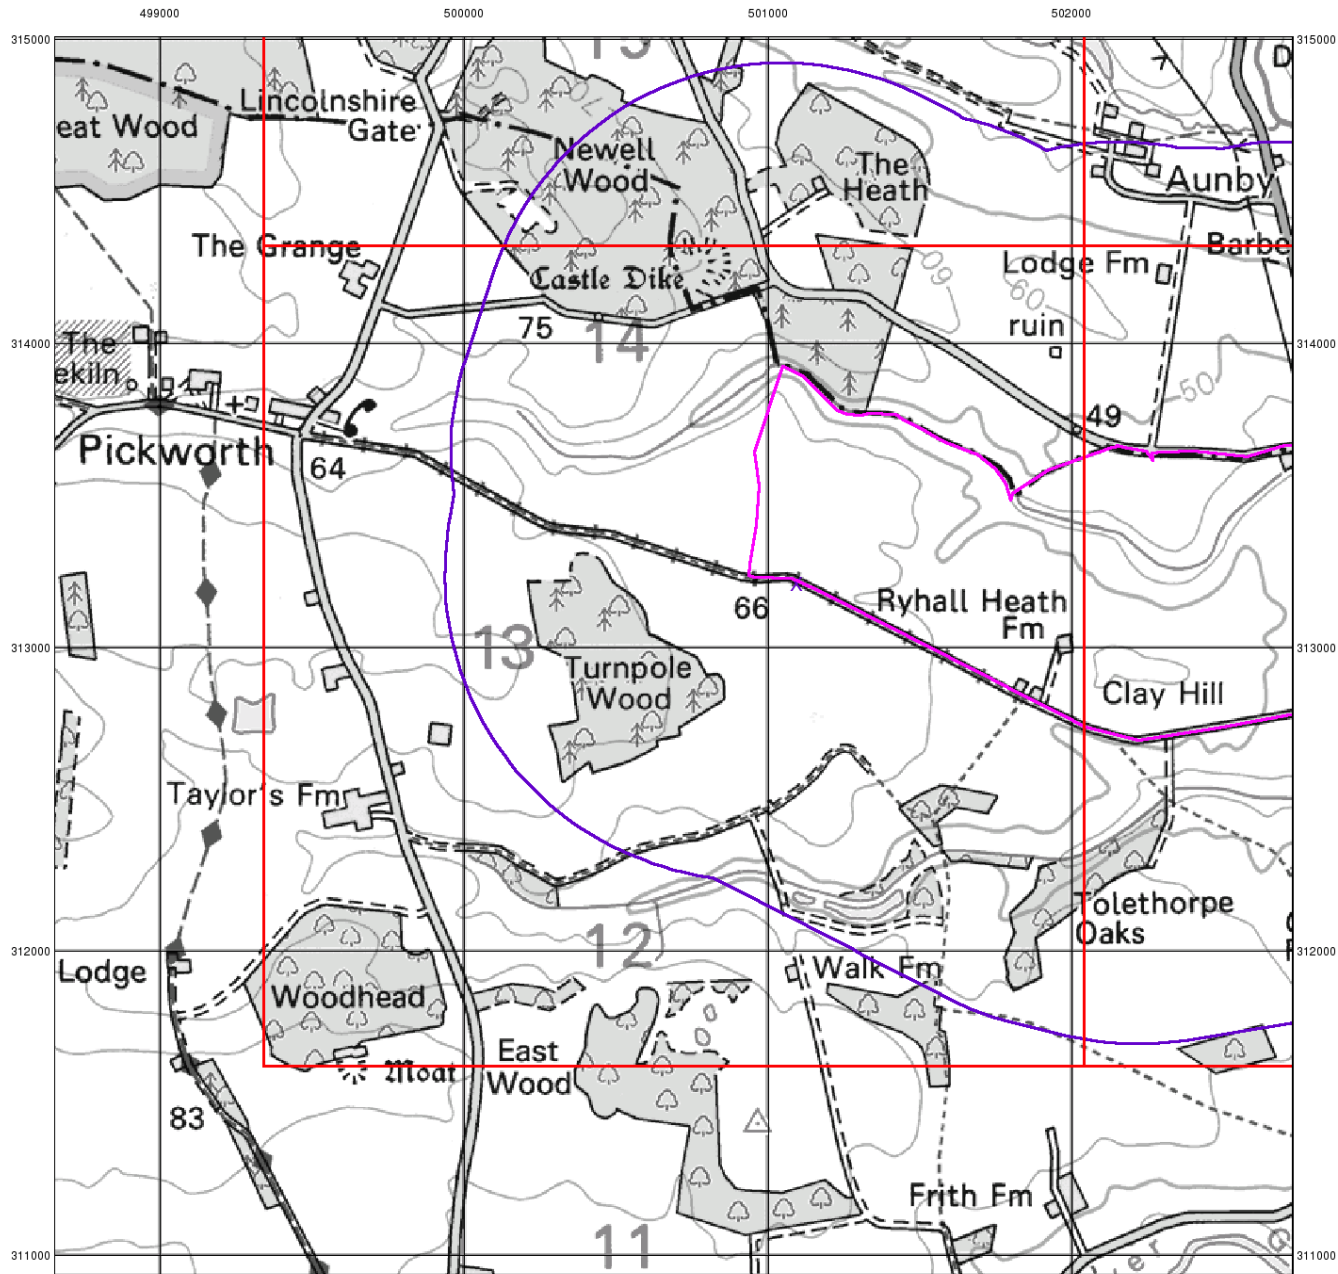 499000
500000
501000
502000
315000
315000
Lincolnshire
Gate
eat Wood
Newell
Wood
The
Heath
Aunby
D
The Grange
Castle Dike
Lodge Fm
Barbe
60
60
ruin
75
14
314000
314000
The
ekiln
50
49
Pickworth
64
66
Ryhall Heath
Fm
13
313000
313000
Turnpole
Wood
Clay Hill
Taylor's Fm
Tolethorpe
Oaks
12
312000
312000
Lodge
Walk Fm
Woodhead
East
Wood
Moat
83
Frith Fm
11
311000
311000